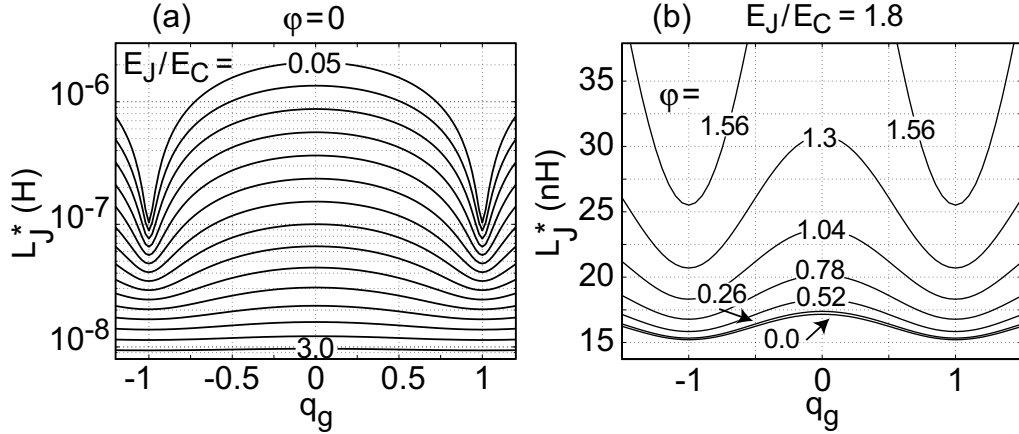 (a) φ=0
E_J/E_C =
0.05
3.0
10^-6
10^-7
10^-8
L_J^* (H)
-1 -0.5 0 0.5 1
q_g
(b) E_J/E_C = 1.8
φ=
1.56
1.3
1.56
1.04
0.78
0.26
0.52
0.0
35
30
25
20
15
L_J^* (nH)
-1 0 1
q_g